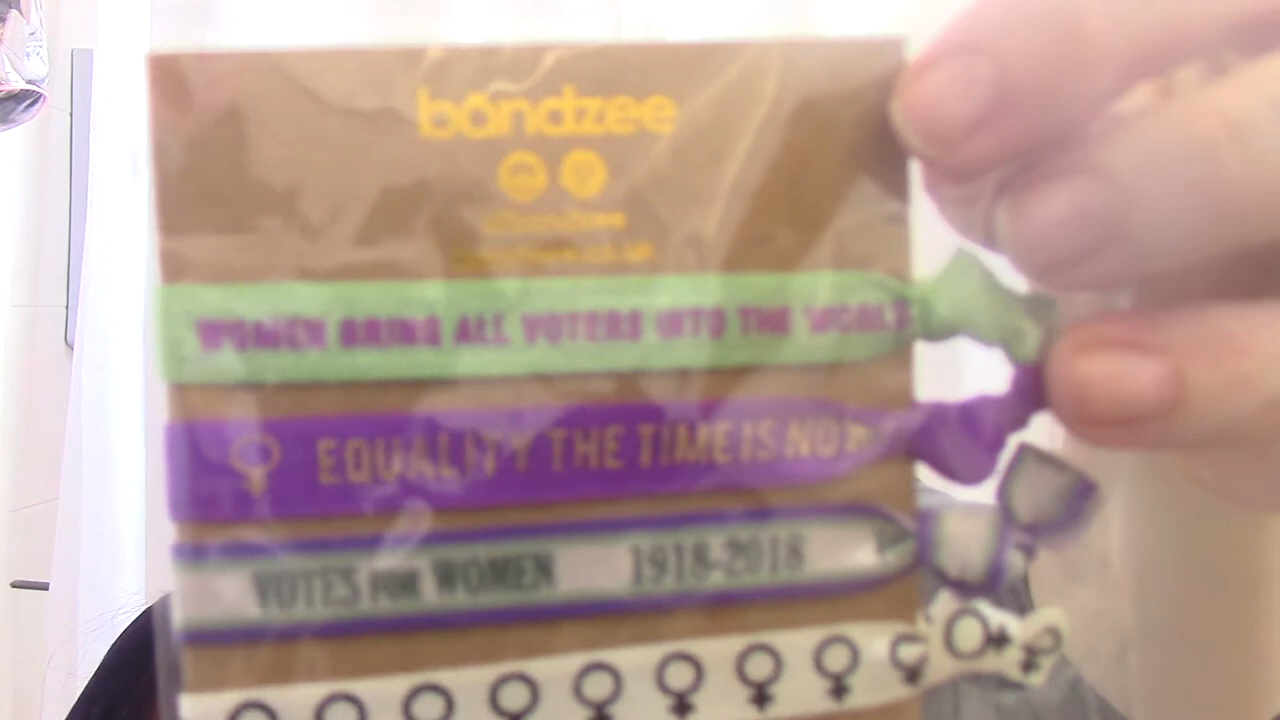 bandzee
WOMEN BRING ALL VOTERS INTO THE WORLD
EQUALITY THE TIME IS NOW
VOTES FOR WOMEN 1918-2018